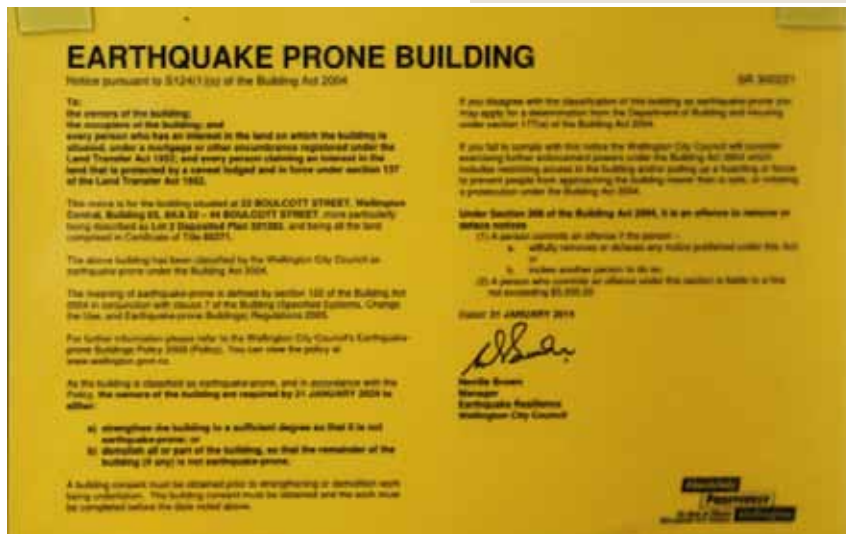 EARTHQUAKE PRONE BUILDING
Notice pursuant to S124(1)(c) of the Building Act 2004
To:
the owners of the building;
the occupiers of the building; and
every person who has an interest in the land on which the building is
situated, under a mortgage or other encumbrance registered under the
Land Transfer Act 1952; and every person claiming an interest in the
land that is protected by a caveat lodged and in force under section 137
of the Land Transfer Act 1952.
This notice is for the building situated at 22 BOULCOTT STREET, Wellington
Central, Building 03, AKA 22 – 44 BOULCOTT STREET, more particularly
being described as Lot 2 Deposited Plan and being all the land
comprised in Certificate of Title
The above building has been classified by the Wellington City Council as
earthquake prone under the Building Act 2004.
The meaning of earthquake-prone is defined by section 122 of the Building Act
2004 in conjunction with clause 7 of the Building (Specified Systems, Change
the Use, and Earthquake-prone Buildings) Regulations 2005.
For further information please refer to the Wellington City Council's Earthquake-
prone Buildings Policy 2009 (Policy). You can view the policy at
www.wellington.govt.nz.
As the building is classified as earthquake-prone, and in accordance with the
Policy, the owners of the building are required by 31 JANUARY to
either:
a) strengthen the building to a sufficient degree so that it is not
earthquake-prone; or
b) demolish all or part of the building, so that the remainder of the
building (if any) is not earthquake-prone.
A building consent must be obtained prior to strengthening or demolition work
being undertaken. The building consent must be obtained and the work must
be completed before the date noted above.
SR
If you disagree with the classification of this building as earthquake-prone you
may apply for a determination from the Department of Building and Housing
under section 177(e) of the Building Act 2004.
If you fail to comply with this notice the Wellington City Council will consider
exercising further enforcement powers under the Building Act 2004 which
includes restricting access to the building and/or putting up a hoarding or fence
to prevent people from approaching the building nearer than is safe, or initiating
a prosecution under the Building Act 2004.
Under Section 368 of the Building Act 2004, it is an offence to remove or
deface notices
(1) A person commits an offence if the person –
a. wilfully removes or defaces any notice published under this Act
or
b. incites another person to do so.
(2) A person who commits an offence under this section is liable to a fine
not exceeding $5,000.00
Dated: 31 JANUARY
Neville Brown
Manager
Earthquake Resilience
Wellington City Council
Absolutely
Positively
Wellington